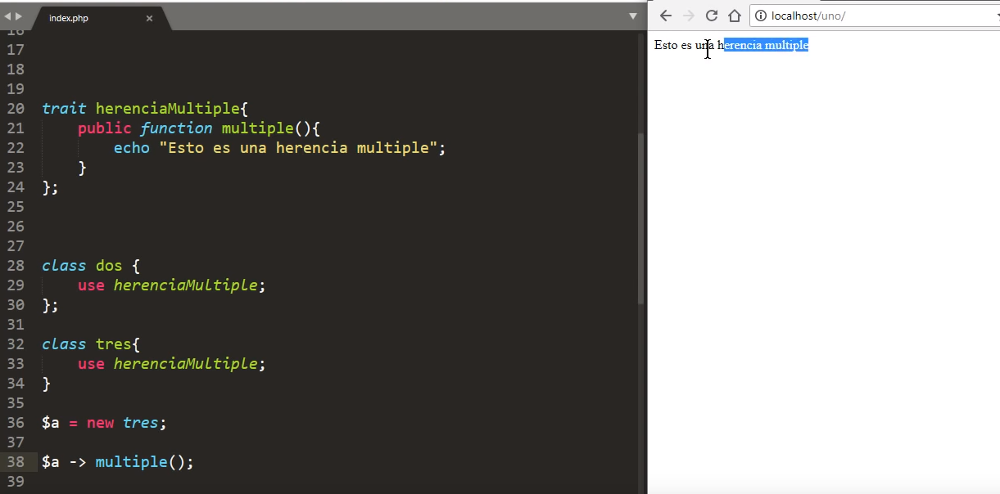 index.php
localhost/uno/
Esto es una herencia multiple
16
17
18
19
20 trait herenciaMultiple{
21 public function multiple(){
22 echo "Esto es una herencia multiple";
23 }
24 };
25
26
27
28 class dos {
29 use herenciaMultiple;
30 };
31
32 class tres{
33 use herenciaMultiple;
34 }
35
36 $a = new tres;
37
38 $a -> multiple();
39